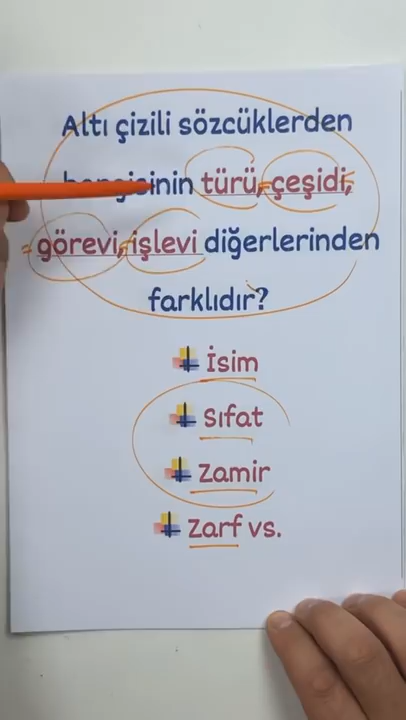 Altı çizili sözcüklerden
hangisinin türü, çeşidi,
görevi, işlevi diğerlerinden
farklıdır?
İsim
Sıfat
Zamir
Zarf vs.